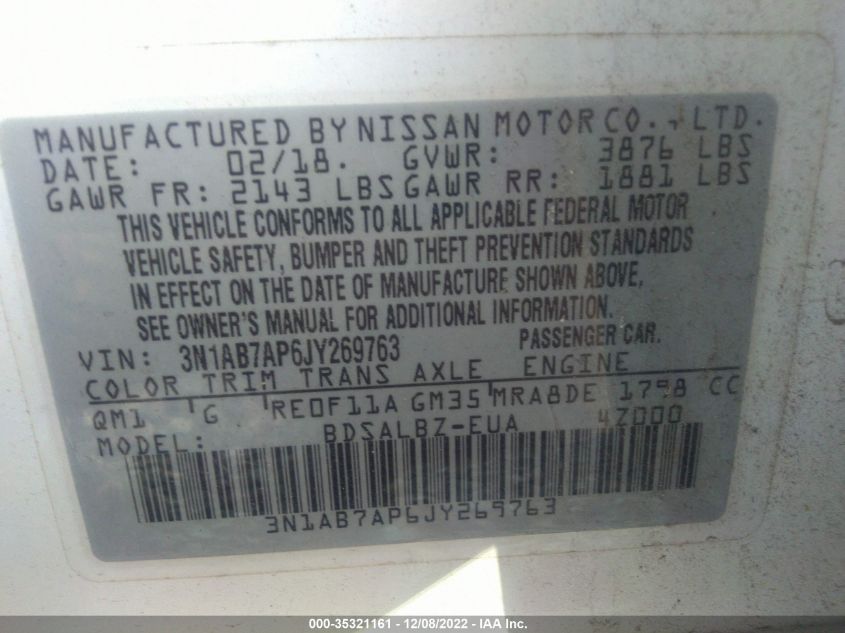 MANUFACTURED BY NISSAN MOTOR CO., LTD.
DATE: 02/18. GVWR: 3876 LBS
GAWR FR: 2143 LBS GAWR RR: 1881 LBS
THIS VEHICLE CONFORMS TO ALL APPLICABLE FEDERAL MOTOR
VEHICLE SAFETY, BUMPER AND THEFT PREVENTION STANDARDS
IN EFFECT ON THE DATE OF MANUFACTURE SHOWN ABOVE,
SEE OWNER'S MANUAL FOR ADDITIONAL INFORMATION.
VIN: 3N1AB7AP6JY269763 PASSENGER CAR.
COLOR TRIM TRANS AXLE ENGINE
QM1 G RE0F11A GM35 MRA8DE 1798 CC
MODEL: BDSALBZ-EUA 4Z000
3N1AB7AP6JY269763
000-35321161 - 12/08/2022 - IAA Inc.